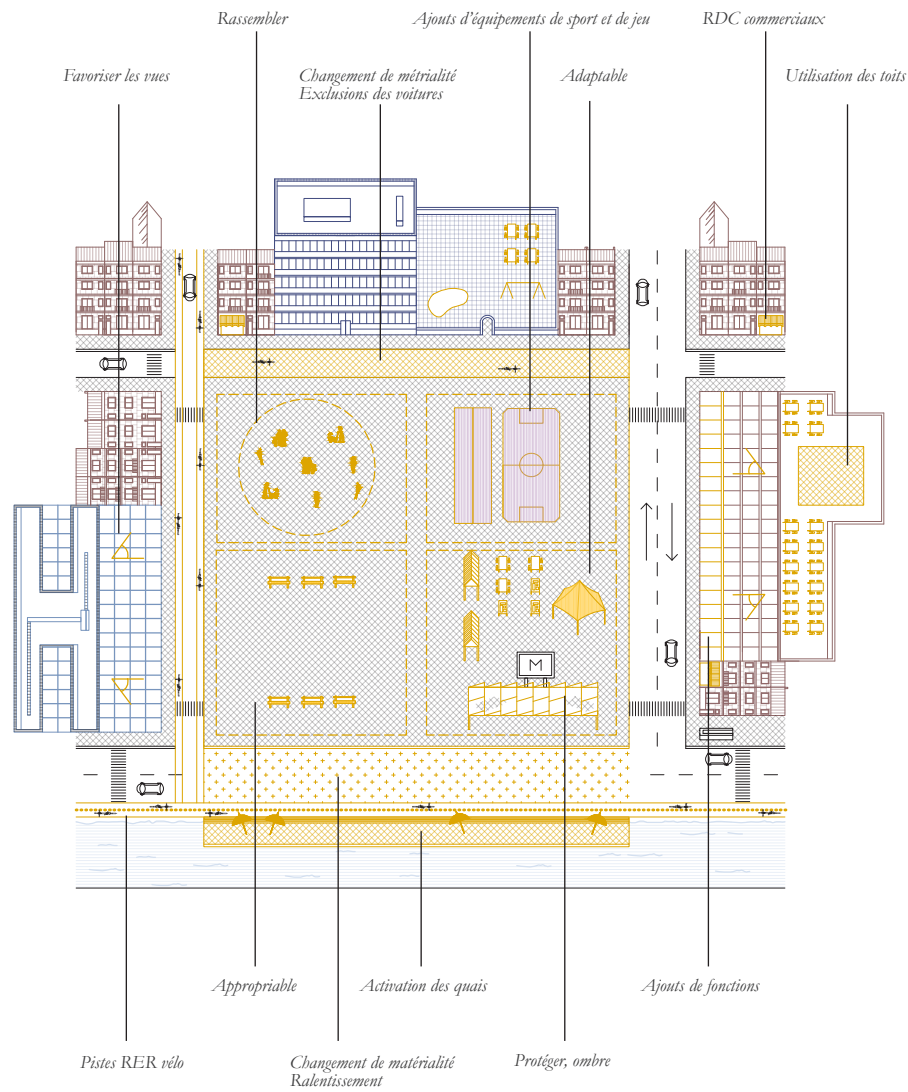 Rassembler
Ajouts d'équipements de sport et de jeu
RDC commerciaux
Favoriser les vues
Changement de métrialité
Exclusions des voitures
Adaptable
Utilisation des toits
M
Appropriable
Activation des quais
Ajouts de fonctions
Pistes RER vélo
Changement de matérialité
Ralentissement
Protéger, ombre